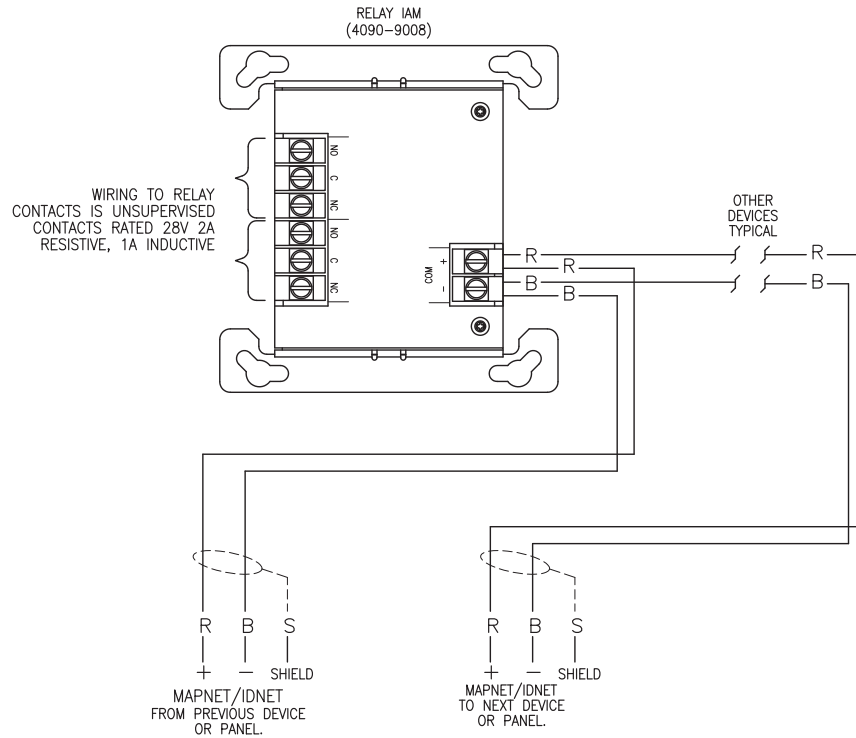 RELAY IAM
(4090-9008)
NO
C
NC
NO
C
NC
WIRING TO RELAY
CONTACTS IS UNSUPERVISED
CONTACTS RATED 28V 2A
RESISTIVE, 1A INDUCTIVE
COM
+
-
R
R
B
B
OTHER
DEVICES
TYPICAL
R
B
R B S
+ - SHIELD
MAPNET/IDNET
FROM PREVIOUS DEVICE
OR PANEL.
R B S
+ - SHIELD
MAPNET/IDNET
TO NEXT DEVICE
OR PANEL.